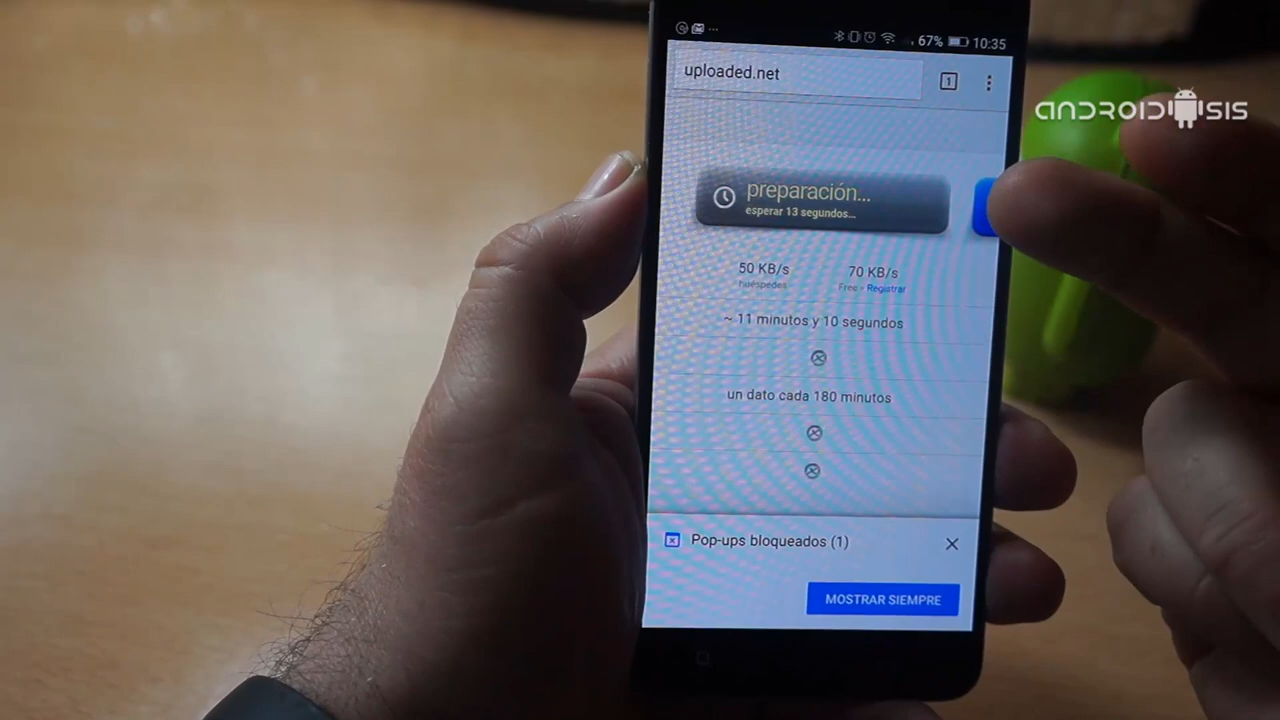 67% 10:35
uploaded.net
1
ANDROIDSIS
preparación...
esperar 13 segundos...
50 KB/s 70 KB/s
huéspedes Free - Registrar
~ 11 minutos y 10 segundos
un dato cada 180 minutos
Pop-ups bloqueados (1)
MOSTRAR SIEMPRE